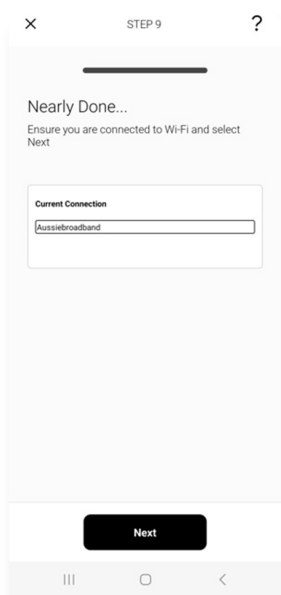 STEP 9
?
Nearly Done...
Ensure you are connected to Wi-Fi and select
Next
Current Connection
Aussiebroadband
Next